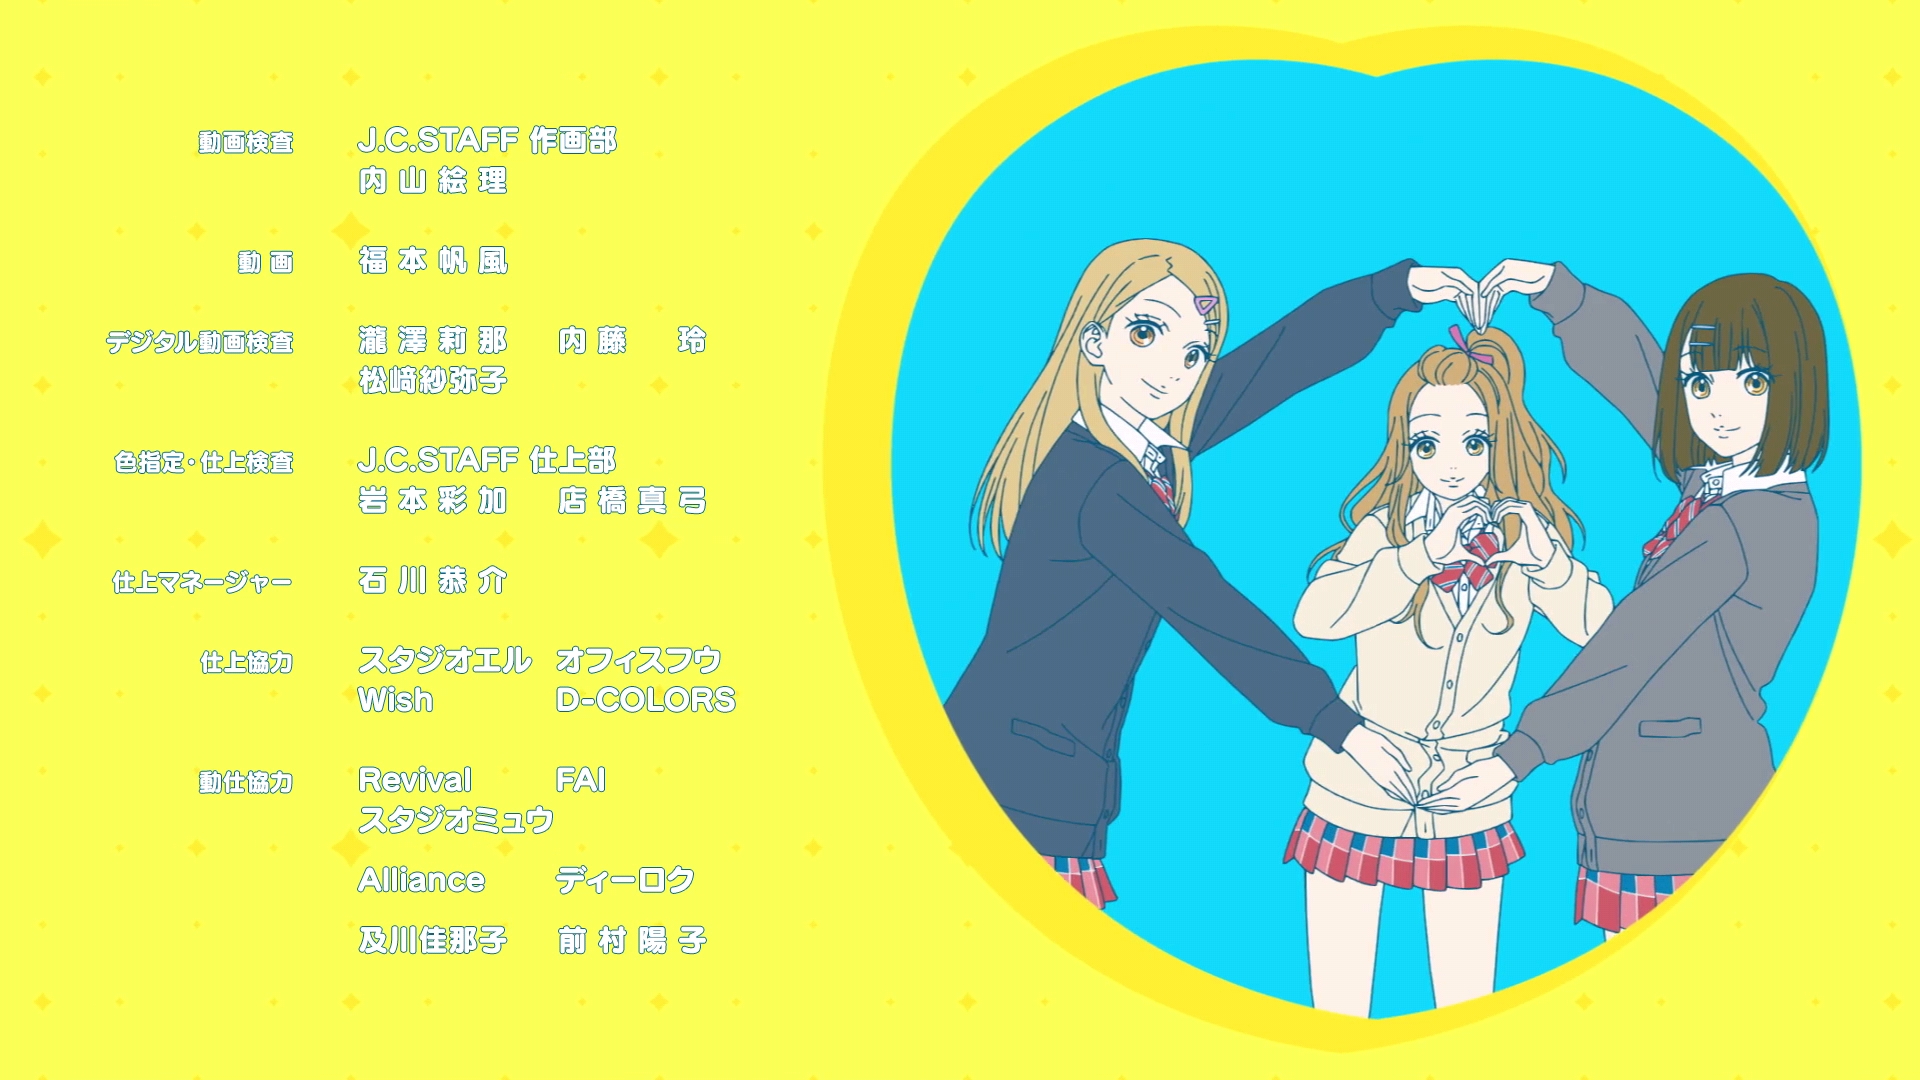 動画検査 J.C.STAFF 作画部
内山絵理
動画 福本帆風
デジタル動画検査 瀧澤莉那 内藤 玲
松﨑紗弥子
色指定・仕上検査 J.C.STAFF 仕上部
岩本彩加 店橋真弓
仕上マネージャー 石川恭介
仕上協力 スタジオエル オフィスフウ
Wish D-COLORS
動仕協力 Revival FAI
スタジオミュウ
Alliance ディーロク
及川佳那子 前村陽子